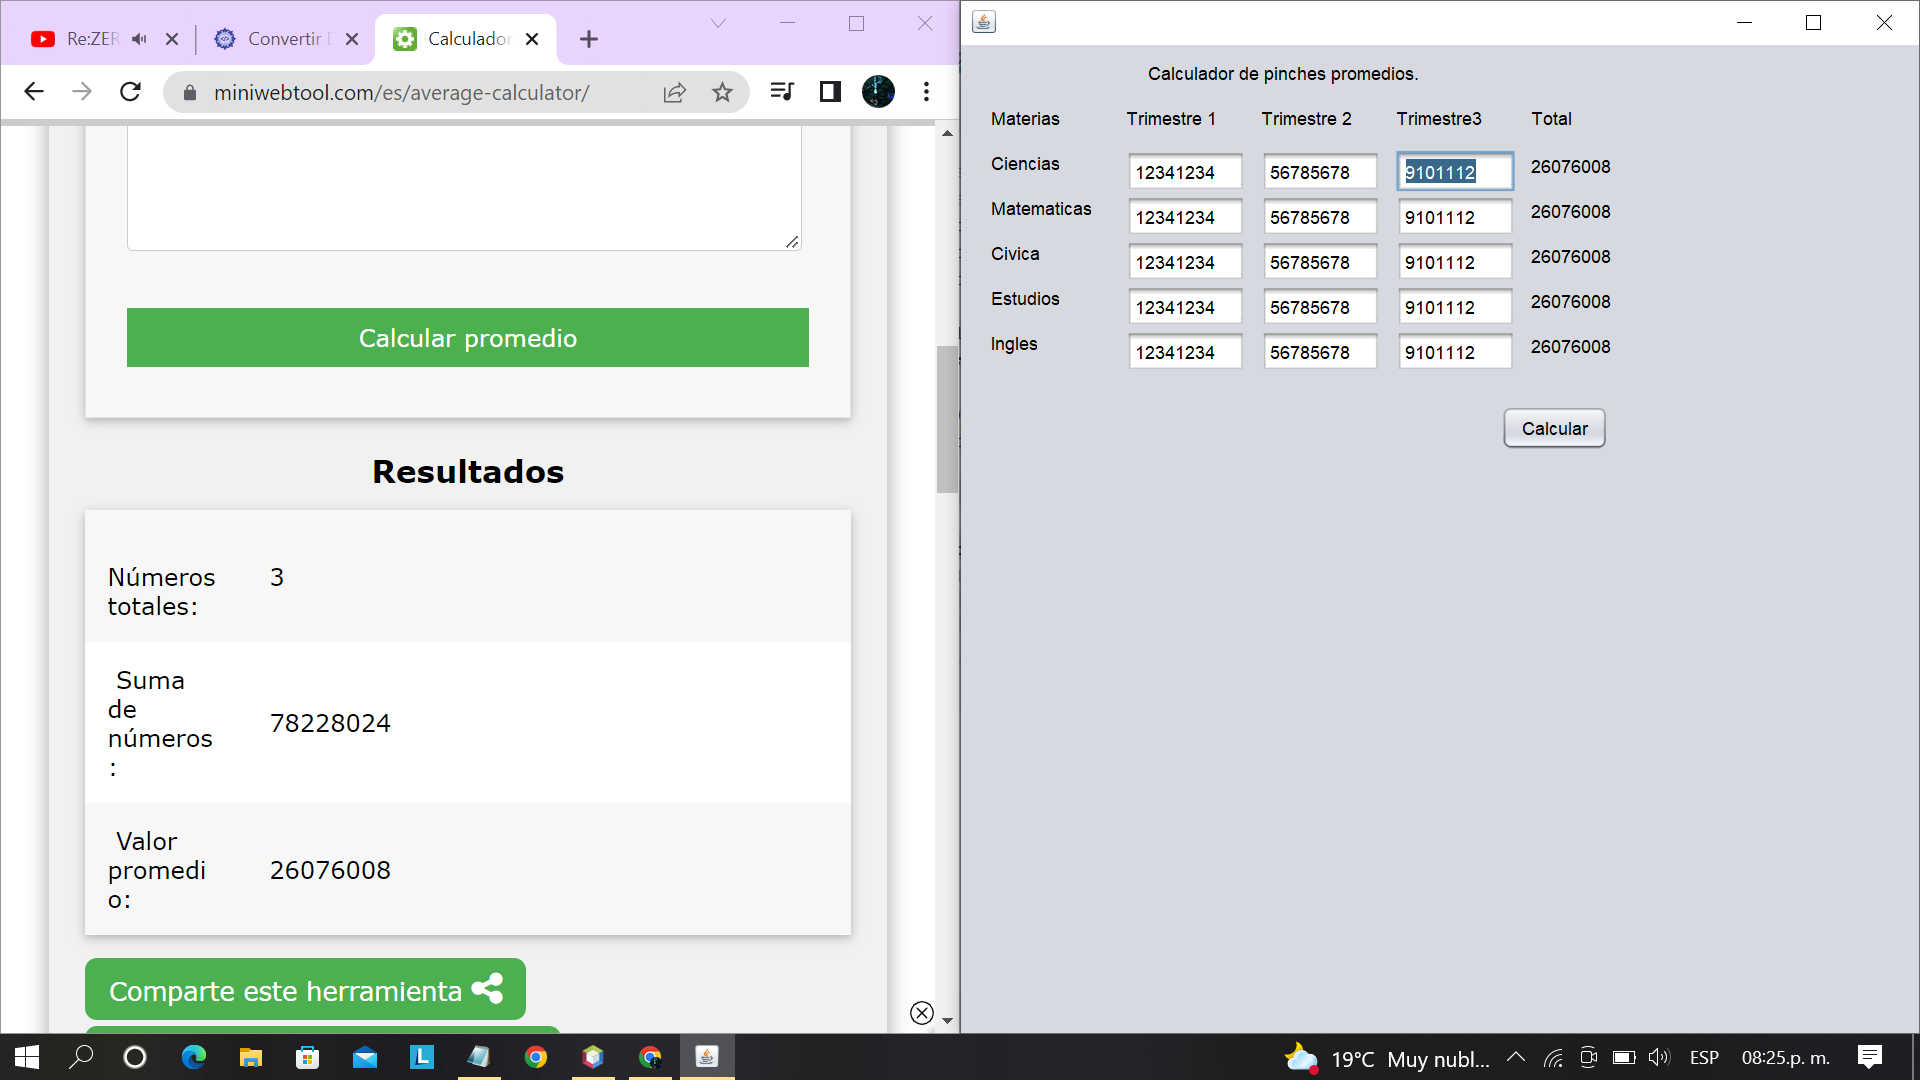 Re:ZER
Convertir D
Calculador
miniwebtool.com/es/average-calculator/
Calcular promedio
Resultados
Números totales: 3
Suma de números : 78228024
Valor promedi o: 26076008
Comparte este herramienta
Calculador de pinches promedios.
Materias Trimestre 1 Trimestre 2 Trimestre3 Total
Ciencias 12341234 56785678 9101112 26076008
Matematicas 12341234 56785678 9101112 26076008
Civica 12341234 56785678 9101112 26076008
Estudios 12341234 56785678 9101112 26076008
Ingles 12341234 56785678 9101112 26076008
Calcular
L
19°C Muy nubl... ESP 08:25p. m.